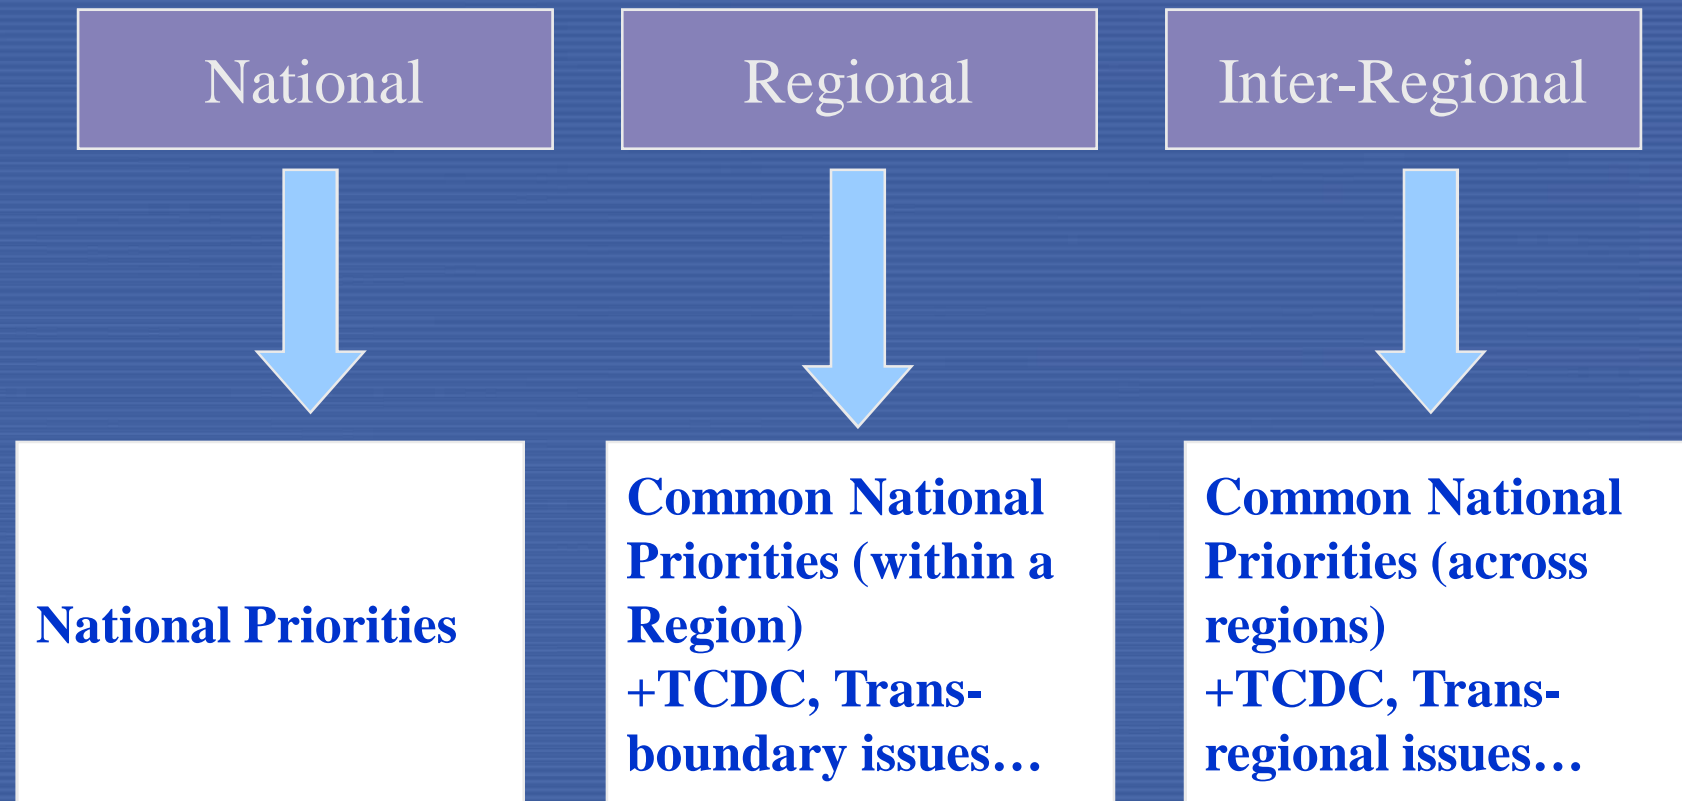 National
Regional
Inter-Regional
National Priorities
Common National
Priorities (within a
Region)
+TCDC, Trans-
boundary issues…
Common National
Priorities (across
regions)
+TCDC, Trans-
regional issues…